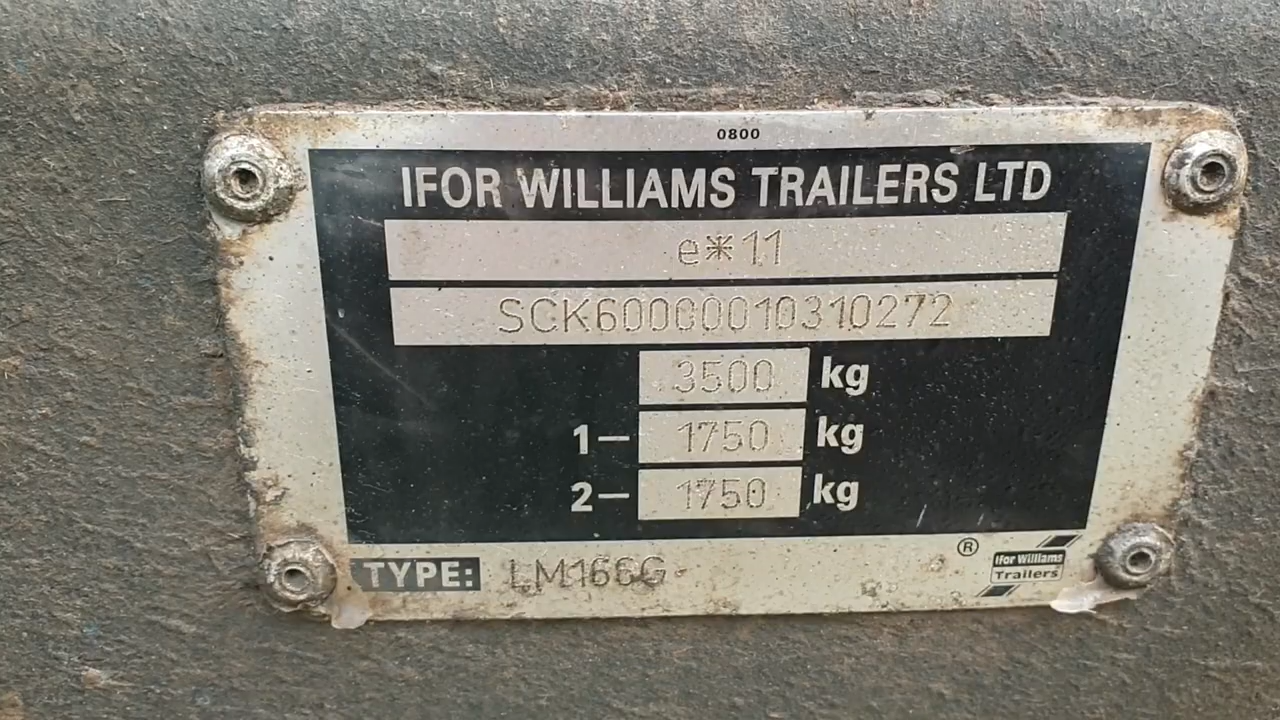 0800
IFOR WILLIAMS TRAILERS LTD
e*11
SCK60000010310272
3500 kg
1— 1750 kg
2— 1750 kg
TYPE: LM166G
® Ifor Williams
Trailers